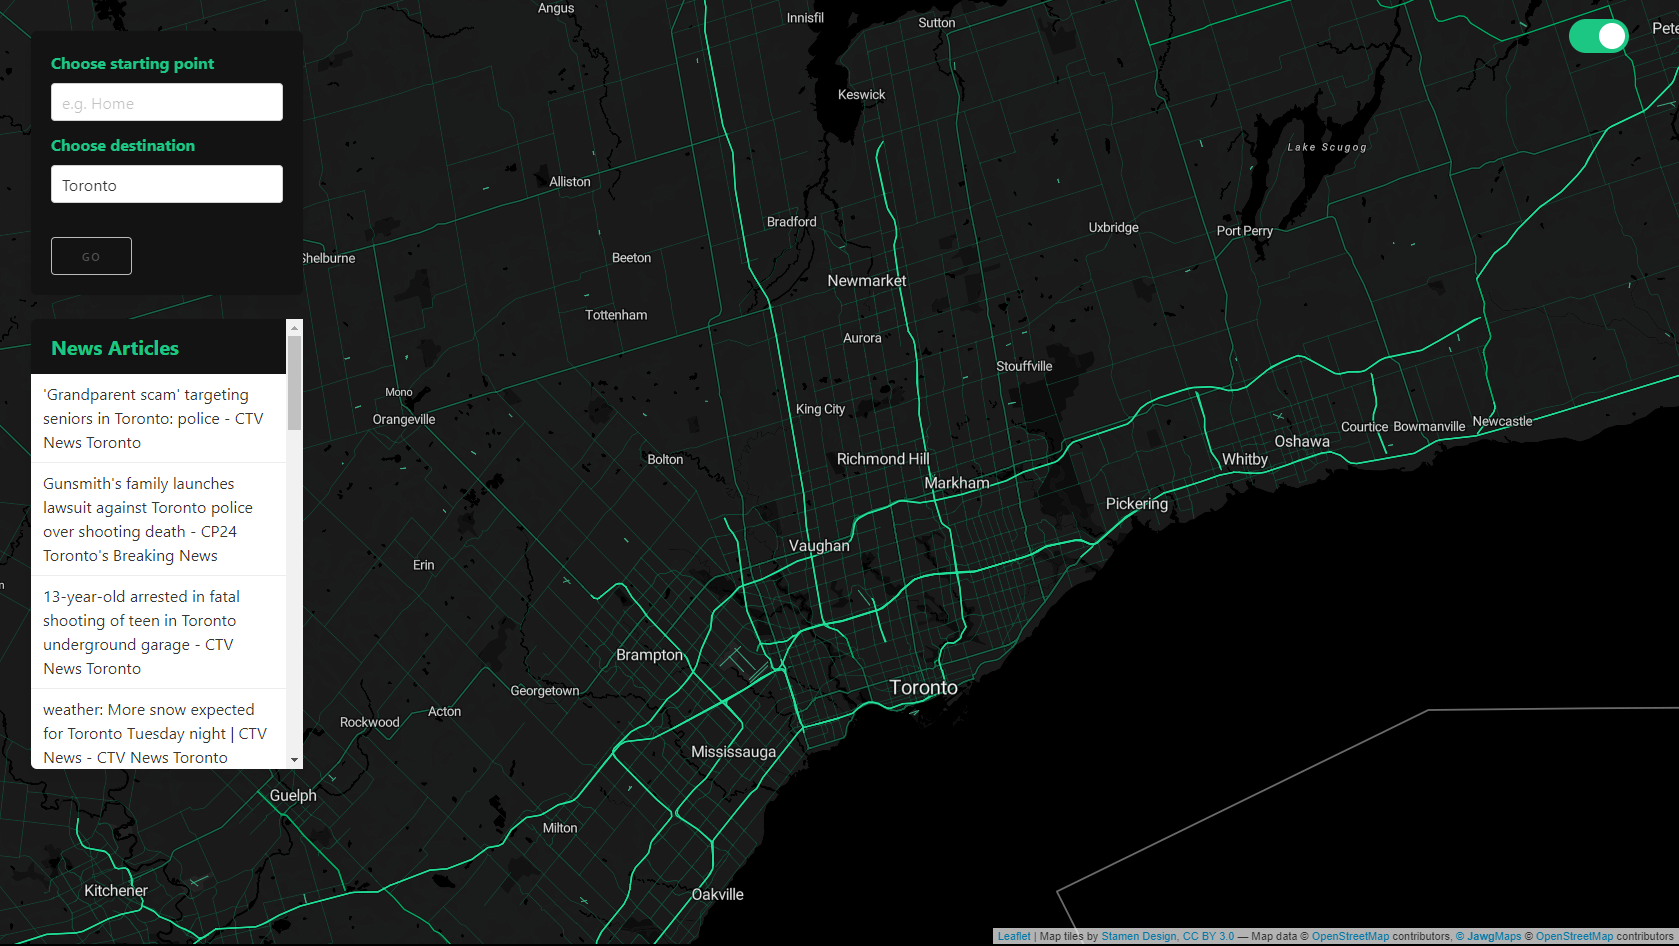 Choose starting point
e.g. Home
Choose destination
Toronto
GO
News Articles
'Grandparent scam' targeting
seniors in Toronto: police - CTV
News Toronto
Gunsmith's family launches
lawsuit against Toronto police
over shooting death - CP24
Toronto's Breaking News
13-year-old arrested in fatal
shooting of teen in Toronto
underground garage - CTV
News Toronto
weather: More snow expected
for Toronto Tuesday night | CTV
News - CTV News Toronto
Angus
Innisfil
Sutton
Keswick
Lake Scugog
Alliston
Bradford
Uxbridge
Port Perry
Shelburne
Beeton
Newmarket
Tottenham
Aurora
Stouffville
Mono
Orangeville
King City
Courtice
Bowmanville
Newcastle
Oshawa
Bolton
Richmond Hill
Whitby
Markham
Pickering
Vaughan
Erin
Brampton
Georgetown
Toronto
Acton
Rockwood
Mississauga
Guelph
Milton
Kitchener
Oakville
Leaflet | Map tiles by Stamen Design, CC BY 3.0 — Map data © OpenStreetMap contributors, © JawgMaps © OpenStreetMap contributors